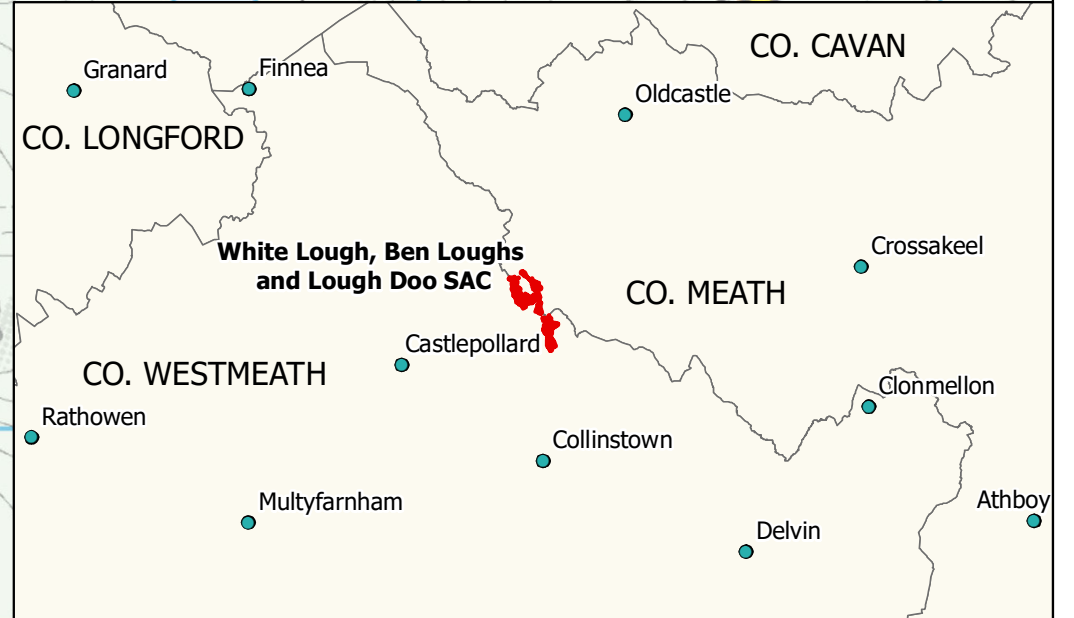 CO. CAVAN
Granard
Finnea
Oldcastle
CO. LONGFORD
White Lough, Ben Loughs
and Lough Doo SAC
Crossakeel
CO. MEATH
Castlepollard
CO. WESTMEATH
Clonmellon
Rathowen
Collinstown
Multyfarnham
Athboy
Delvin